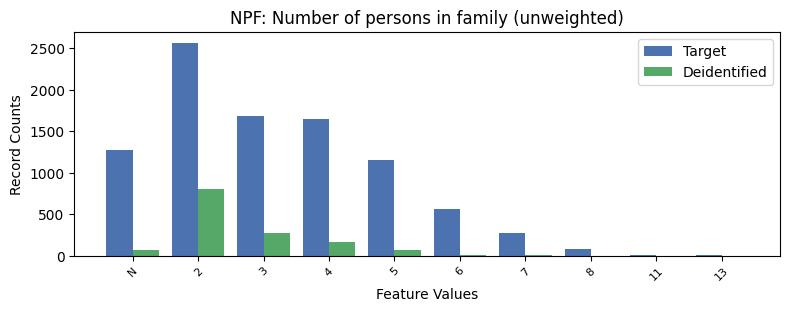 NPF: Number of persons in family (unweighted)
Target
Deidentified
Record Counts
2500
2000
1500
1000
500
0
N 2 3 4 5 6 7 8 11 13
Feature Values